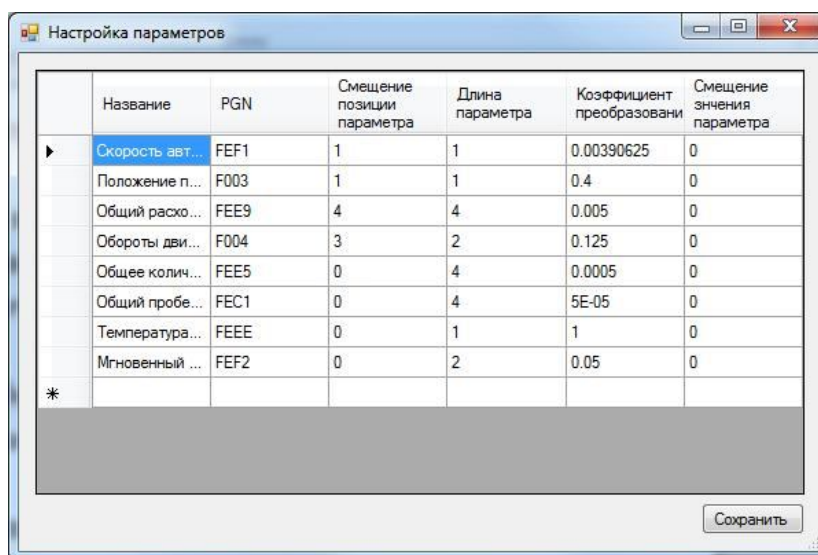 Настройка параметров
Название PGN Смещение позиции параметра Длина параметра Коэффициент преобразовани Смещение знчения параметра
Скорость авт... FEF1 1 1 0.00390625 0
Положение п... F003 1 1 0.4 0
Общий расхо... FEE9 4 4 0.005 0
Обороты дви... F004 3 2 0.125 0
Общее колич... FEE5 0 4 0.0005 0
Общий пробе... FEC1 0 4 5E-05 0
Температура... FEEE 0 1 1 0
Мгновенный ... FEF2 0 2 0.05 0
Сохранить